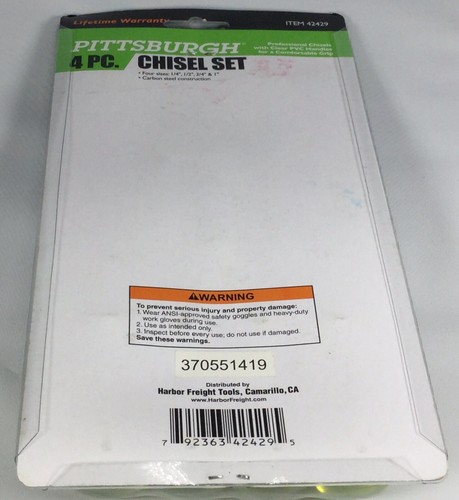 Lifetime Warranty
ITEM 42429
PITTSBURGH
4 PC. CHISEL SET
Professional Chisels
with Clear PVC Handles
for a Comfortable Grip
• Four sizes: 1/4", 1/2", 3/4" & 1"
• Carbon steel construction
WARNING
To prevent serious injury and property damage:
1. Wear ANSI-approved safety goggles and heavy-duty
work gloves during use.
2. Use as intended only.
3. Inspect before every use; do not use if damaged.
Save these warnings.
370551419
Distributed by
Harbor Freight Tools, Camarillo, CA
www.HarborFreight.com
7 92363 42429 5